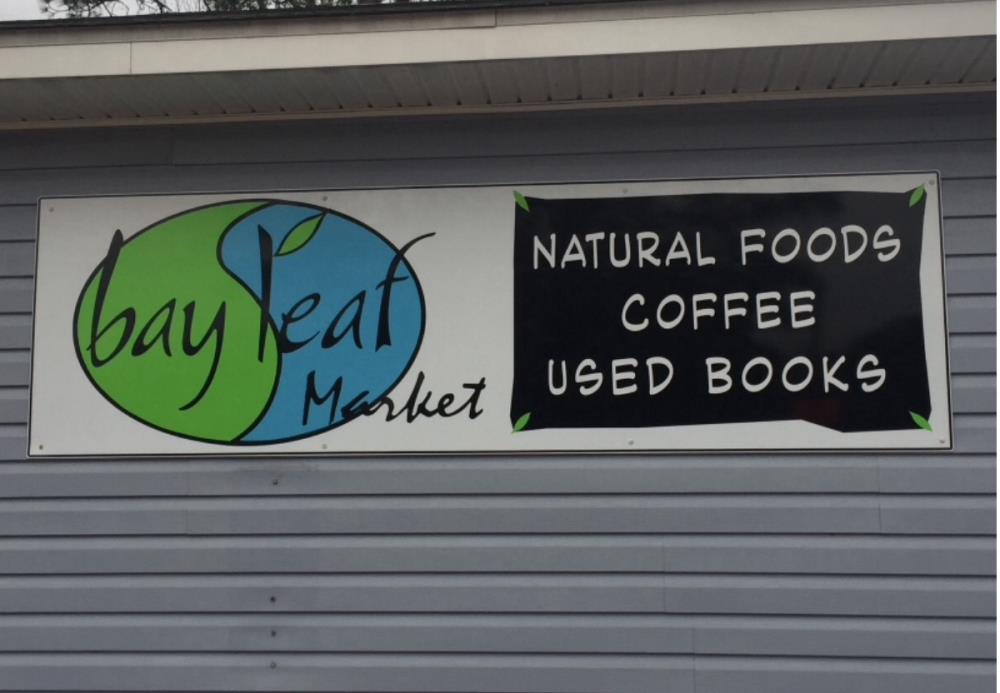 bay leaf
Market
NATURAL FOODS
COFFEE
USED BOOKS